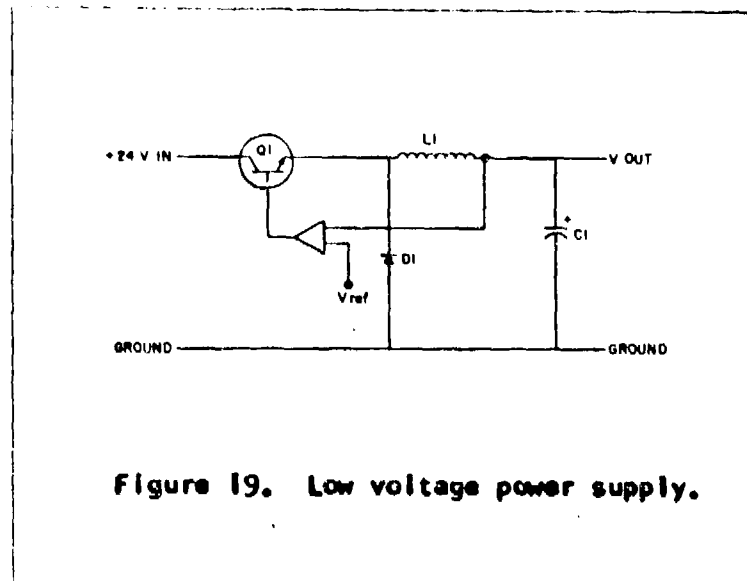 Q1
L1
+24 V IN
V OUT
+
C1
D1
Vref
GROUND
GROUND
Figure 19. Low voltage power supply.